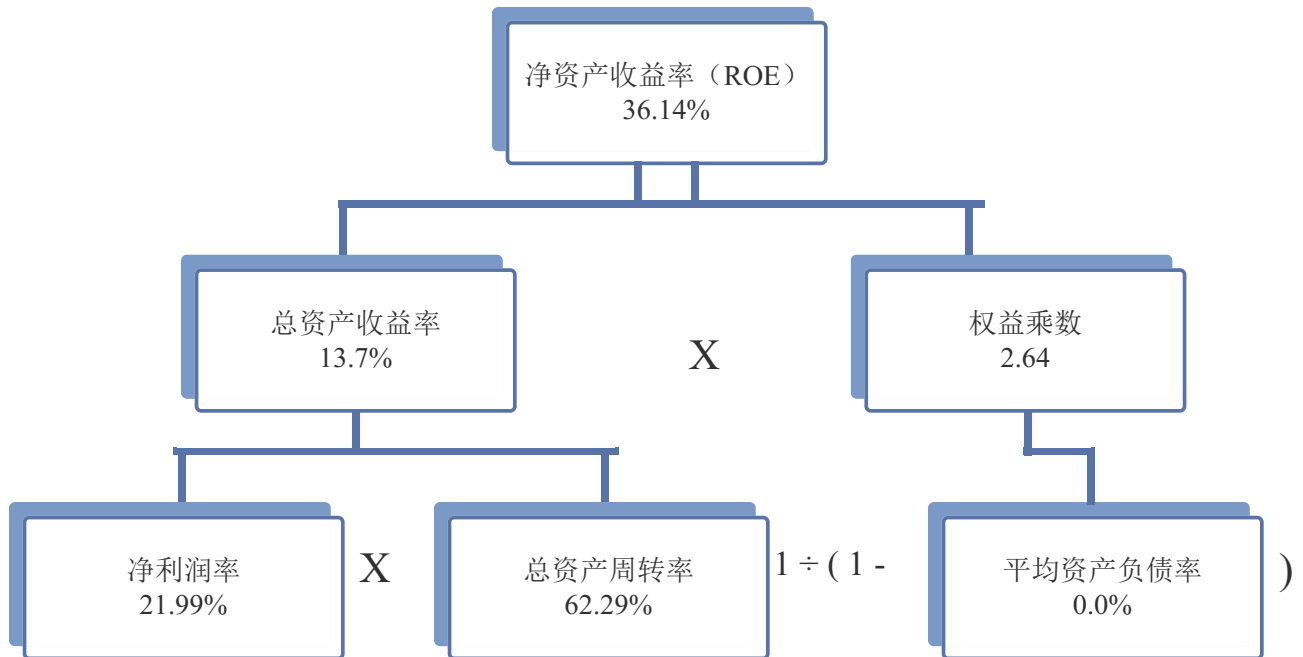 净资产收益率（ROE）
36.14%
总资产收益率
13.7%
X
权益乘数
2.64
净利润率
21.99%
X
总资产周转率
62.29%
1 ÷ ( 1 -
平均资产负债率
0.0%
)